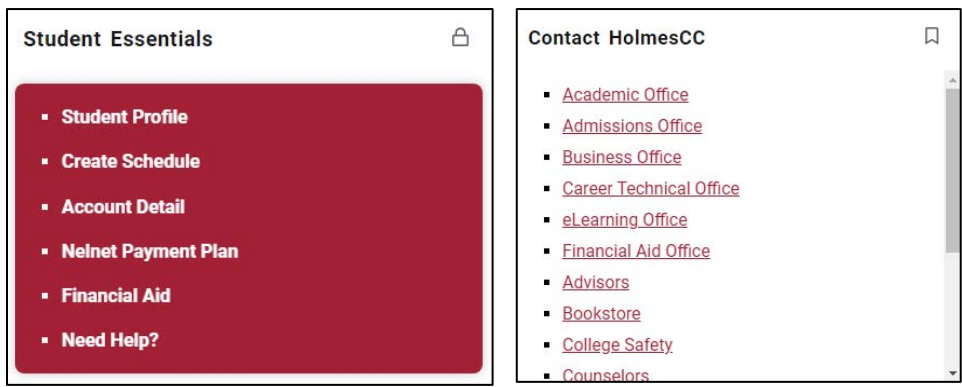 Student Essentials
Student Profile
Create Schedule
Account Detail
Nelnet Payment Plan
Financial Aid
Need Help?
Contact HolmesCC
Academic Office
Admissions Office
Business Office
Career Technical Office
eLearning Office
Financial Aid Office
Advisors
Bookstore
College Safety
Counselors